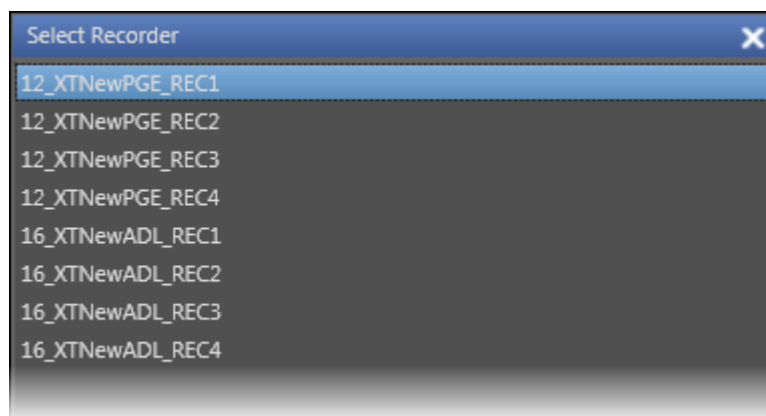 Select Recorder
12_XTNewPGE_REC1
12_XTNewPGE_REC2
12_XTNewPGE_REC3
12_XTNewPGE_REC4
16_XTNewADL_REC1
16_XTNewADL_REC2
16_XTNewADL_REC3
16_XTNewADL_REC4